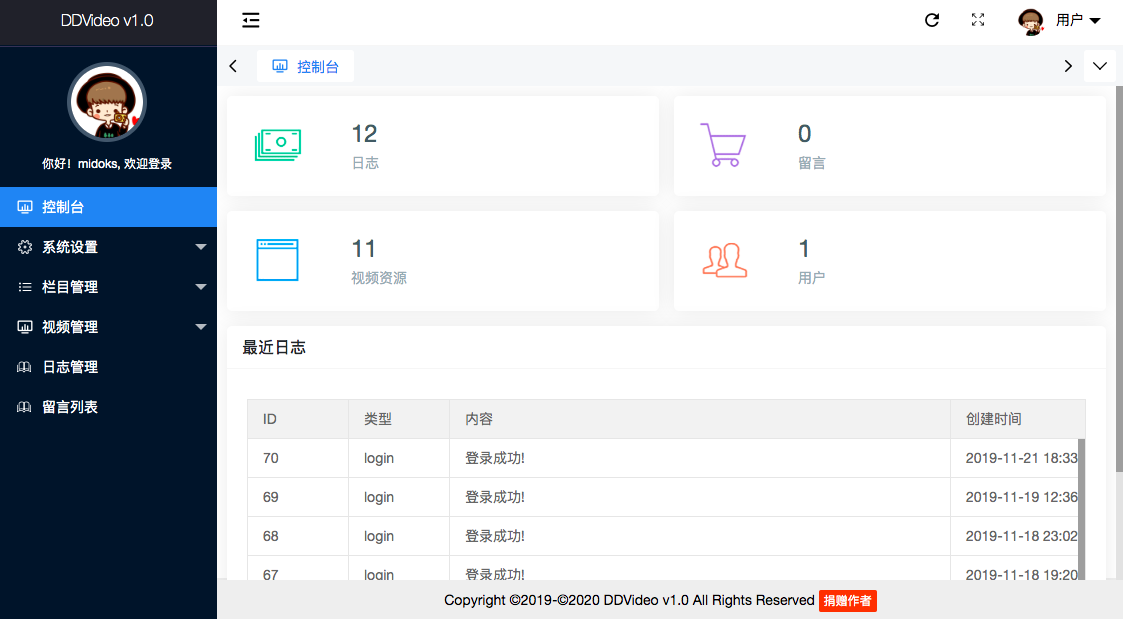 DDVideo v1.0
用户
控制台
你好！midoks, 欢迎登录
控制台
系统设置
栏目管理
视频管理
日志管理
留言列表
12
日志
0
留言
11
视频资源
1
用户
最近日志
ID 类型 内容 创建时间
70 login 登录成功! 2019-11-21 18:33
69 login 登录成功! 2019-11-19 12:36
68 login 登录成功! 2019-11-18 23:02
67 login 登录成功! 2019-11-18 19:20
Copyright ©2019-©2020 DDVideo v1.0 All Rights Reserved 捐赠作者